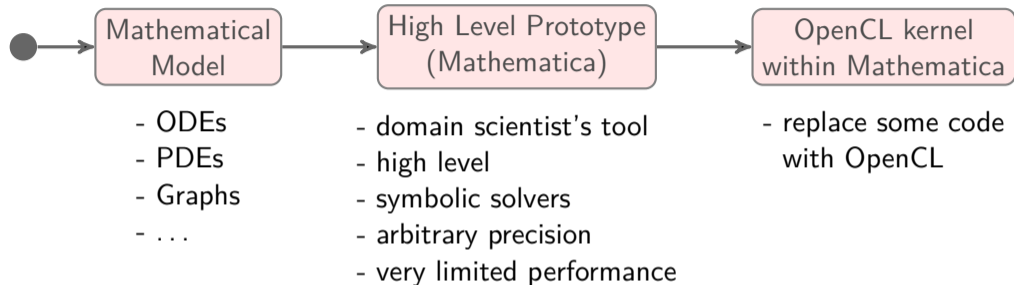 Mathematical
Model
High Level Prototype
(Mathematica)
OpenCL kernel
within Mathematica
- ODEs
- PDEs
- Graphs
- ...
- domain scientist's tool
- high level
- symbolic solvers
- arbitrary precision
- very limited performance
- replace some code
with OpenCL